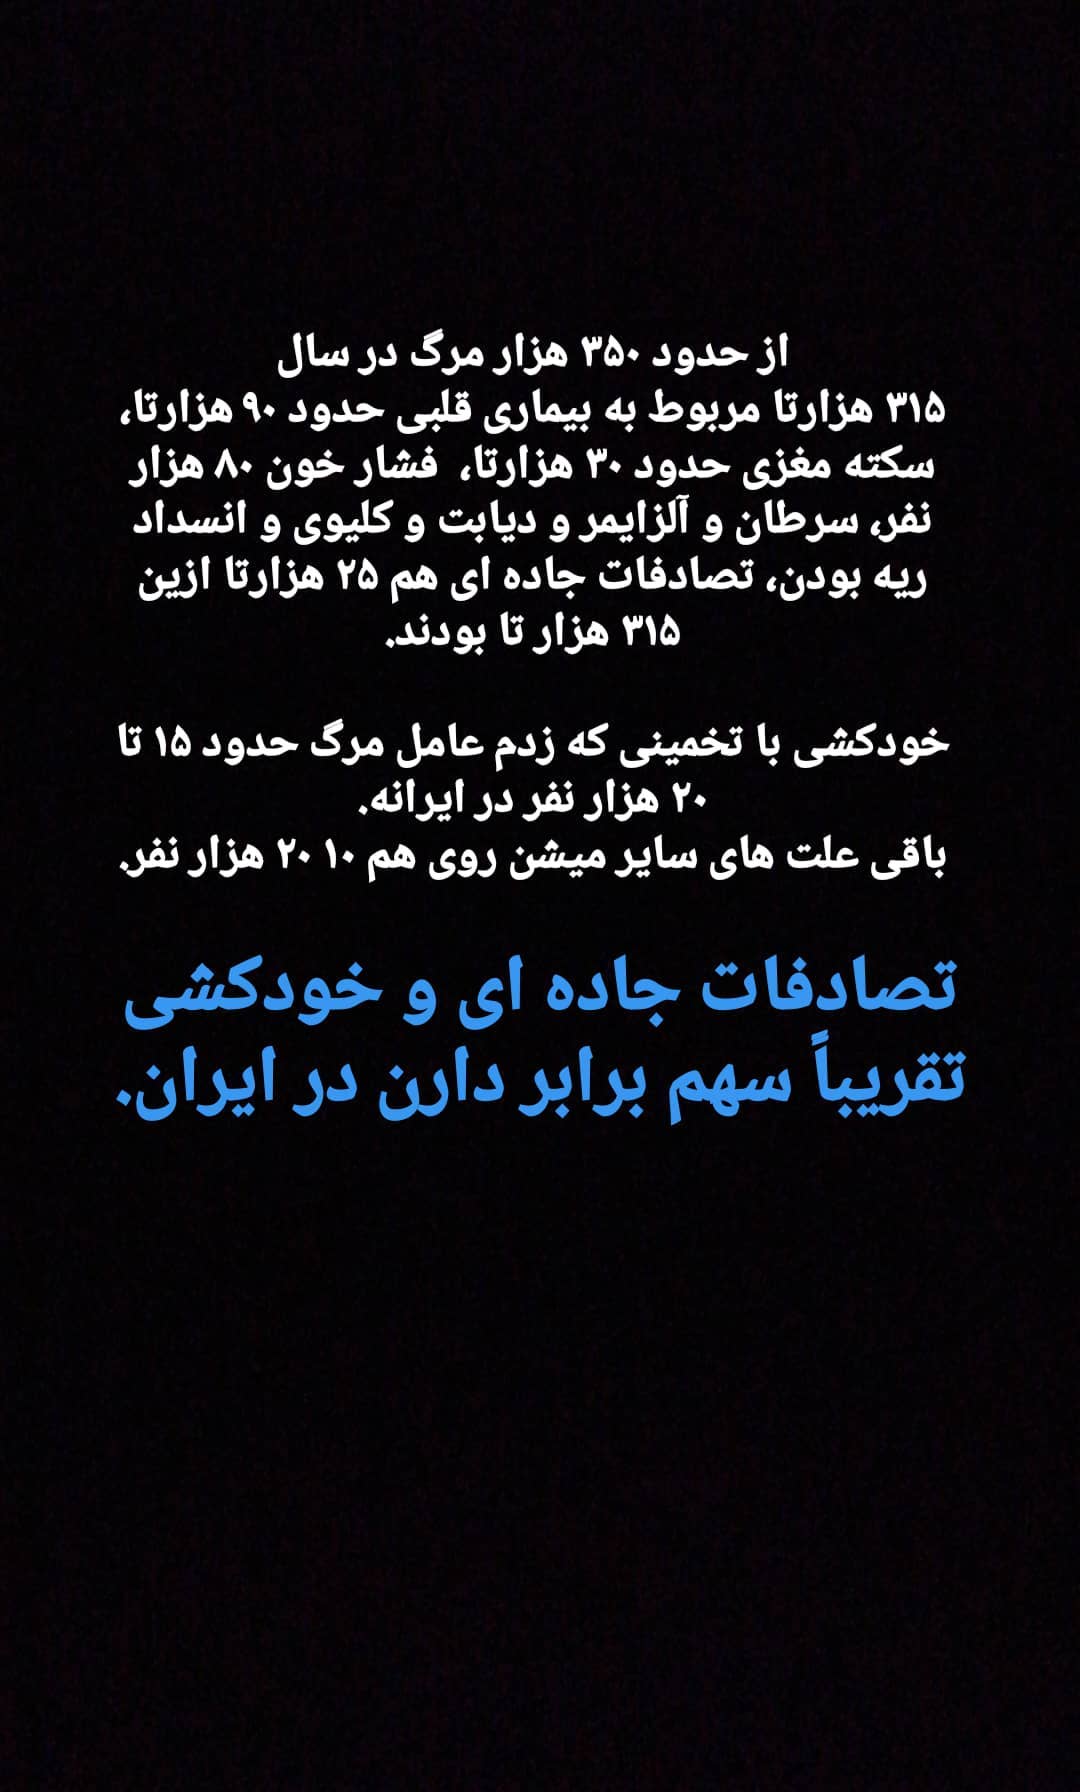 از حدود ۳۵۰ هزار مرگ در سال
۳۱۵ هزارتا مربوط به بیماری قلبی حدود ۹۰ هزارتا،
سکته مغزی حدود ۳۰ هزارتا،  فشار خون ۸۰ هزار
نفر، سرطان و آلزایمر و دیابت و کلیوی و انسداد
ریه بودن، تصادفات جاده ای هم ۲۵ هزارتا ازین
۳۱۵ هزار تا بودند.
خودکشی با تخمینی که زدم عامل مرگ حدود ۱۵ تا
۲۰ هزار نفر در ایرانه.
باقی علت های سایر میشن روی هم ۱۰ ۲۰ هزار نفر.
تصادفات جاده ای و خودکشی
تقریباً سهم برابر دارن در ایران.